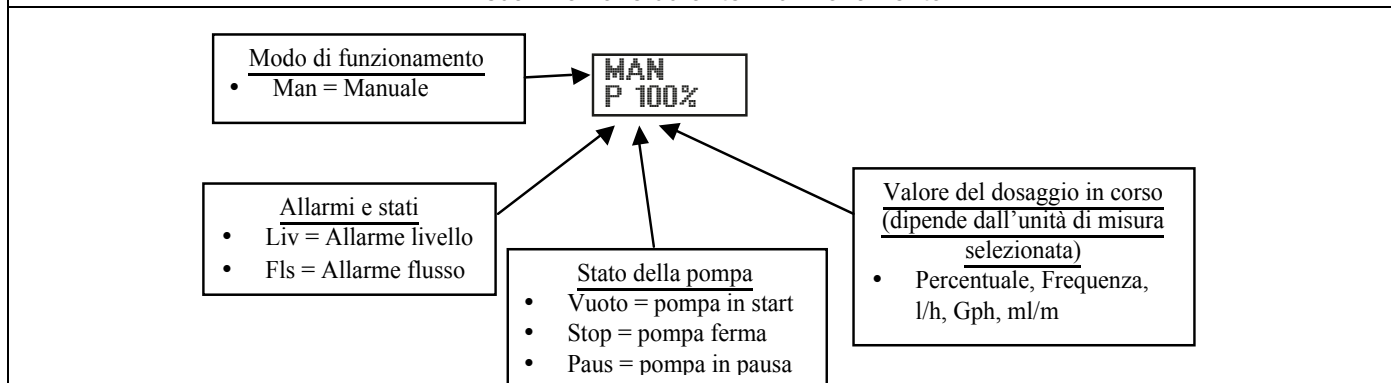 Modo di funzionamento
• Man = Manuale
MAN
P 100%
Allarmi e stati
• Liv = Allarme livello
• Fls = Allarme flusso
Stato della pompa
• Vuoto = pompa in start
• Stop = pompa ferma
• Paus = pompa in pausa
Valore del dosaggio in corso
(dipende dall’unità di misura
selezionata)
• Percentuale, Frequenza,
l/h, Gph, ml/m